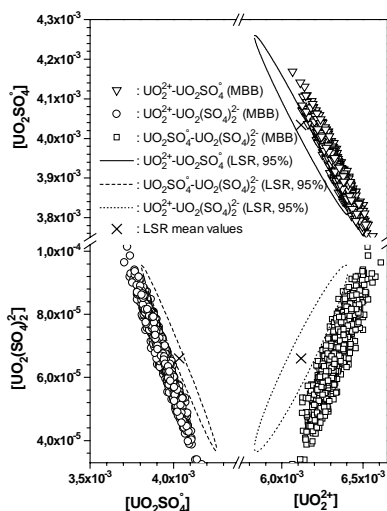 4,3x10⁻³
4,2x10⁻³
4,1x10⁻³
4,0x10⁻³
3,9x10⁻³
3,8x10⁻³
[UO₂SO₄°]
: UO₂²⁺-UO₂SO₄° (MBB)
: UO₂²⁺-UO₂(SO₄)₂²⁻ (MBB)
: UO₂SO₄°-UO₂(SO₄)₂²⁻ (MBB)
: UO₂²⁺-UO₂SO₄° (LSR, 95%)
: UO₂SO₄°-UO₂(SO₄)₂²⁻ (LSR, 95%)
: UO₂²⁺-UO₂(SO₄)₂²⁻ (LSR, 95%)
: LSR mean values
1,0x10⁻⁴
8,0x10⁻⁵
6,0x10⁻⁵
4,0x10⁻⁵
[UO₂(SO₄)₂²⁻]
3,5x10⁻³ 4,0x10⁻³ 6,0x10⁻³ 6,5x10⁻³
[UO₂SO₄°] [UO₂²⁺]